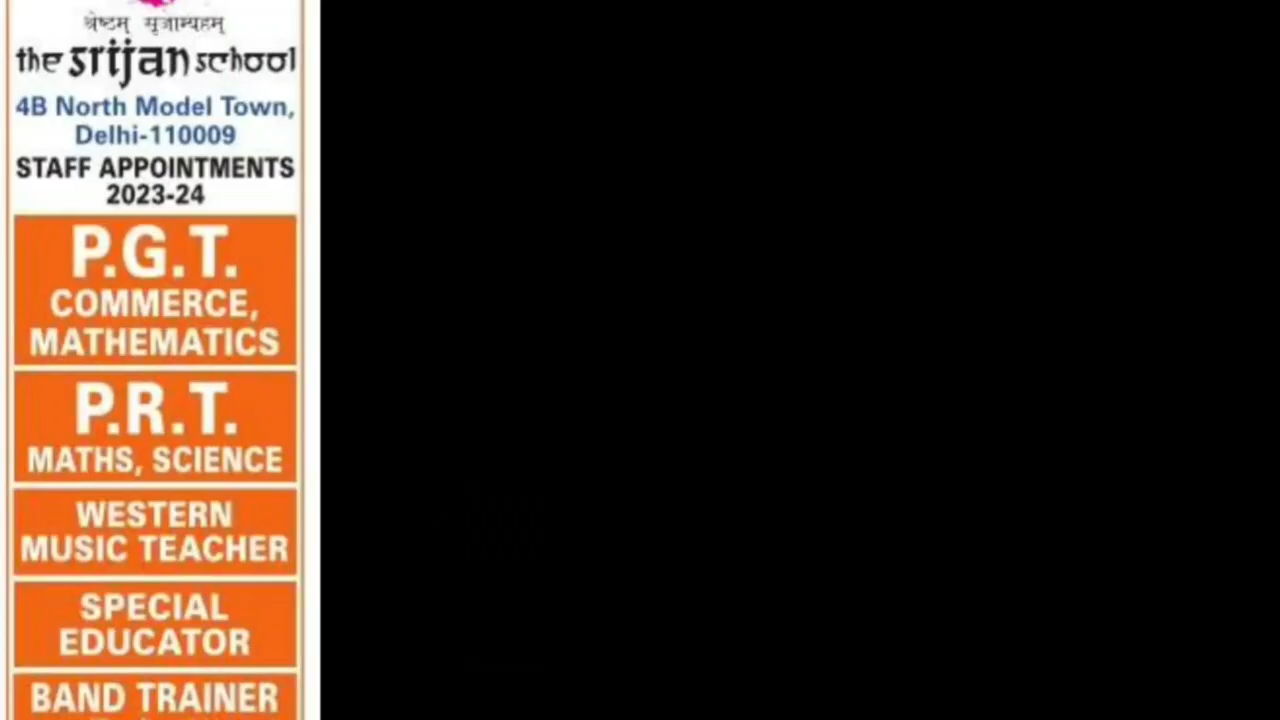 श्रेष्टम् सृजाम्यहम्
the srijan school
4B North Model Town,
Delhi-110009
STAFF APPOINTMENTS
2023-24
P.G.T.
COMMERCE,
MATHEMATICS
P.R.T.
MATHS, SCIENCE
WESTERN
MUSIC TEACHER
SPECIAL
EDUCATOR
BAND TRAINER